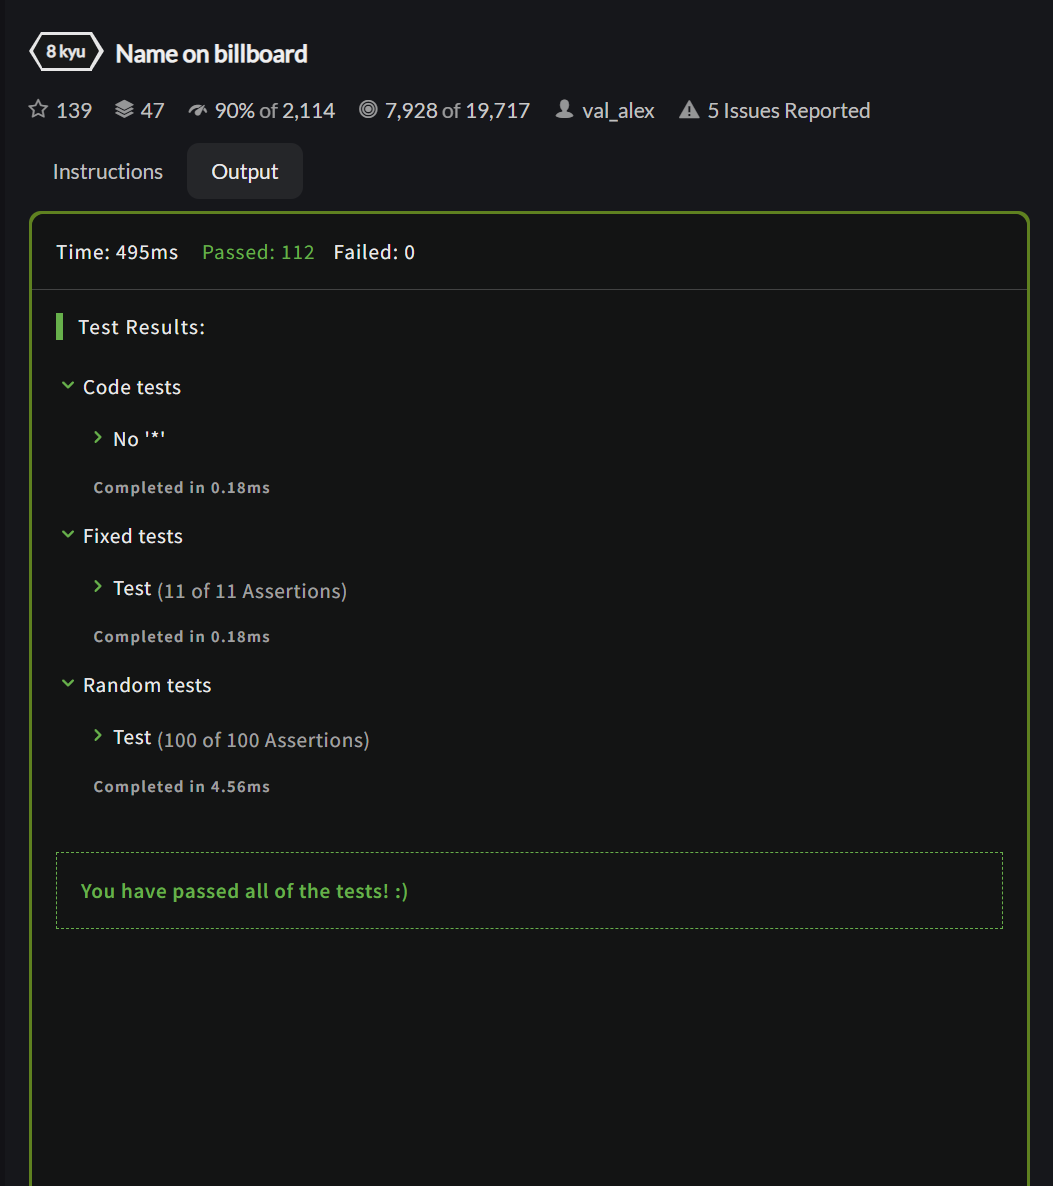 8 kyu Name on billboard
139 47 90% of 2,114 7,928 of 19,717 val_alex 5 Issues Reported
Instructions Output
Time: 495ms Passed: 112 Failed: 0
Test Results:
Code tests
No '*'
Completed in 0.18ms
Fixed tests
Test (11 of 11 Assertions)
Completed in 0.18ms
Random tests
Test (100 of 100 Assertions)
Completed in 4.56ms
You have passed all of the tests! :)